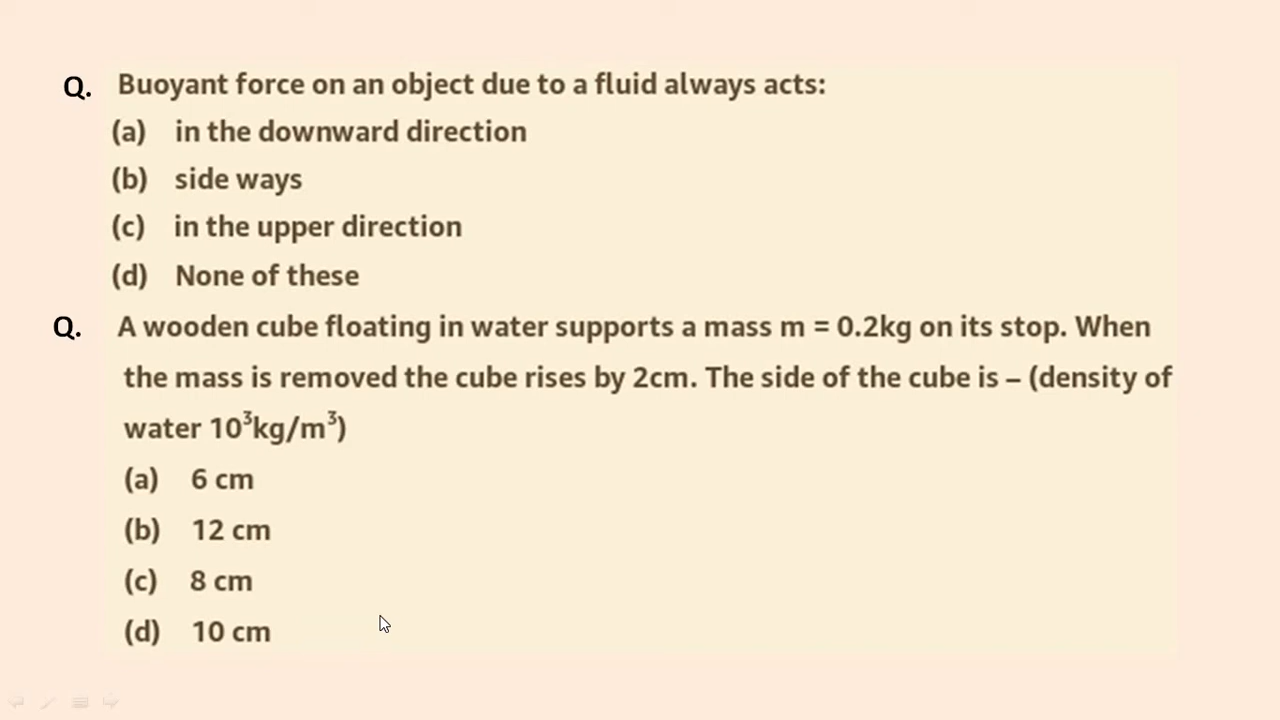 Q. Buoyant force on an object due to a fluid always acts:
(a) in the downward direction
(b) side ways
(c) in the upper direction
(d) None of these
Q. A wooden cube floating in water supports a mass m = 0.2kg on its stop. When
the mass is removed the cube rises by 2cm. The side of the cube is – (density of
water 10³kg/m³)
(a) 6 cm
(b) 12 cm
(c) 8 cm
(d) 10 cm